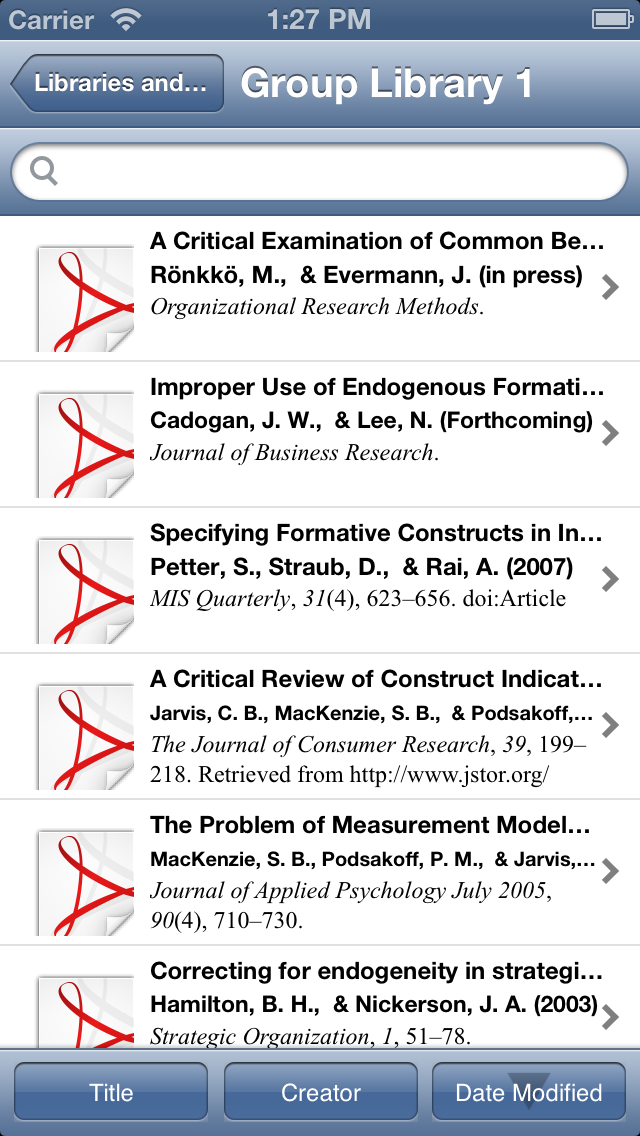 Carrier 1:27 PM
Libraries and... Group Library 1
A Critical Examination of Common Be...
Rönkkö, M., & Evermann, J. (in press)
Organizational Research Methods.
Improper Use of Endogenous Formati...
Cadogan, J. W., & Lee, N. (Forthcoming)
Journal of Business Research.
Specifying Formative Constructs in In...
Petter, S., Straub, D., & Rai, A. (2007)
MIS Quarterly, 31(4), 623–656. doi:Article
A Critical Review of Construct Indicat...
Jarvis, C. B., MacKenzie, S. B., & Podsakoff,...
The Journal of Consumer Research, 39, 199–
218. Retrieved from http://www.jstor.org/
The Problem of Measurement Model...
MacKenzie, S. B., Podsakoff, P. M., & Jarvis,...
Journal of Applied Psychology July 2005,
90(4), 710–730.
Correcting for endogeneity in strategi...
Hamilton, B. H., & Nickerson, J. A. (2003)
Strategic Organization, 1, 51–78.
Title Creator Date Modified